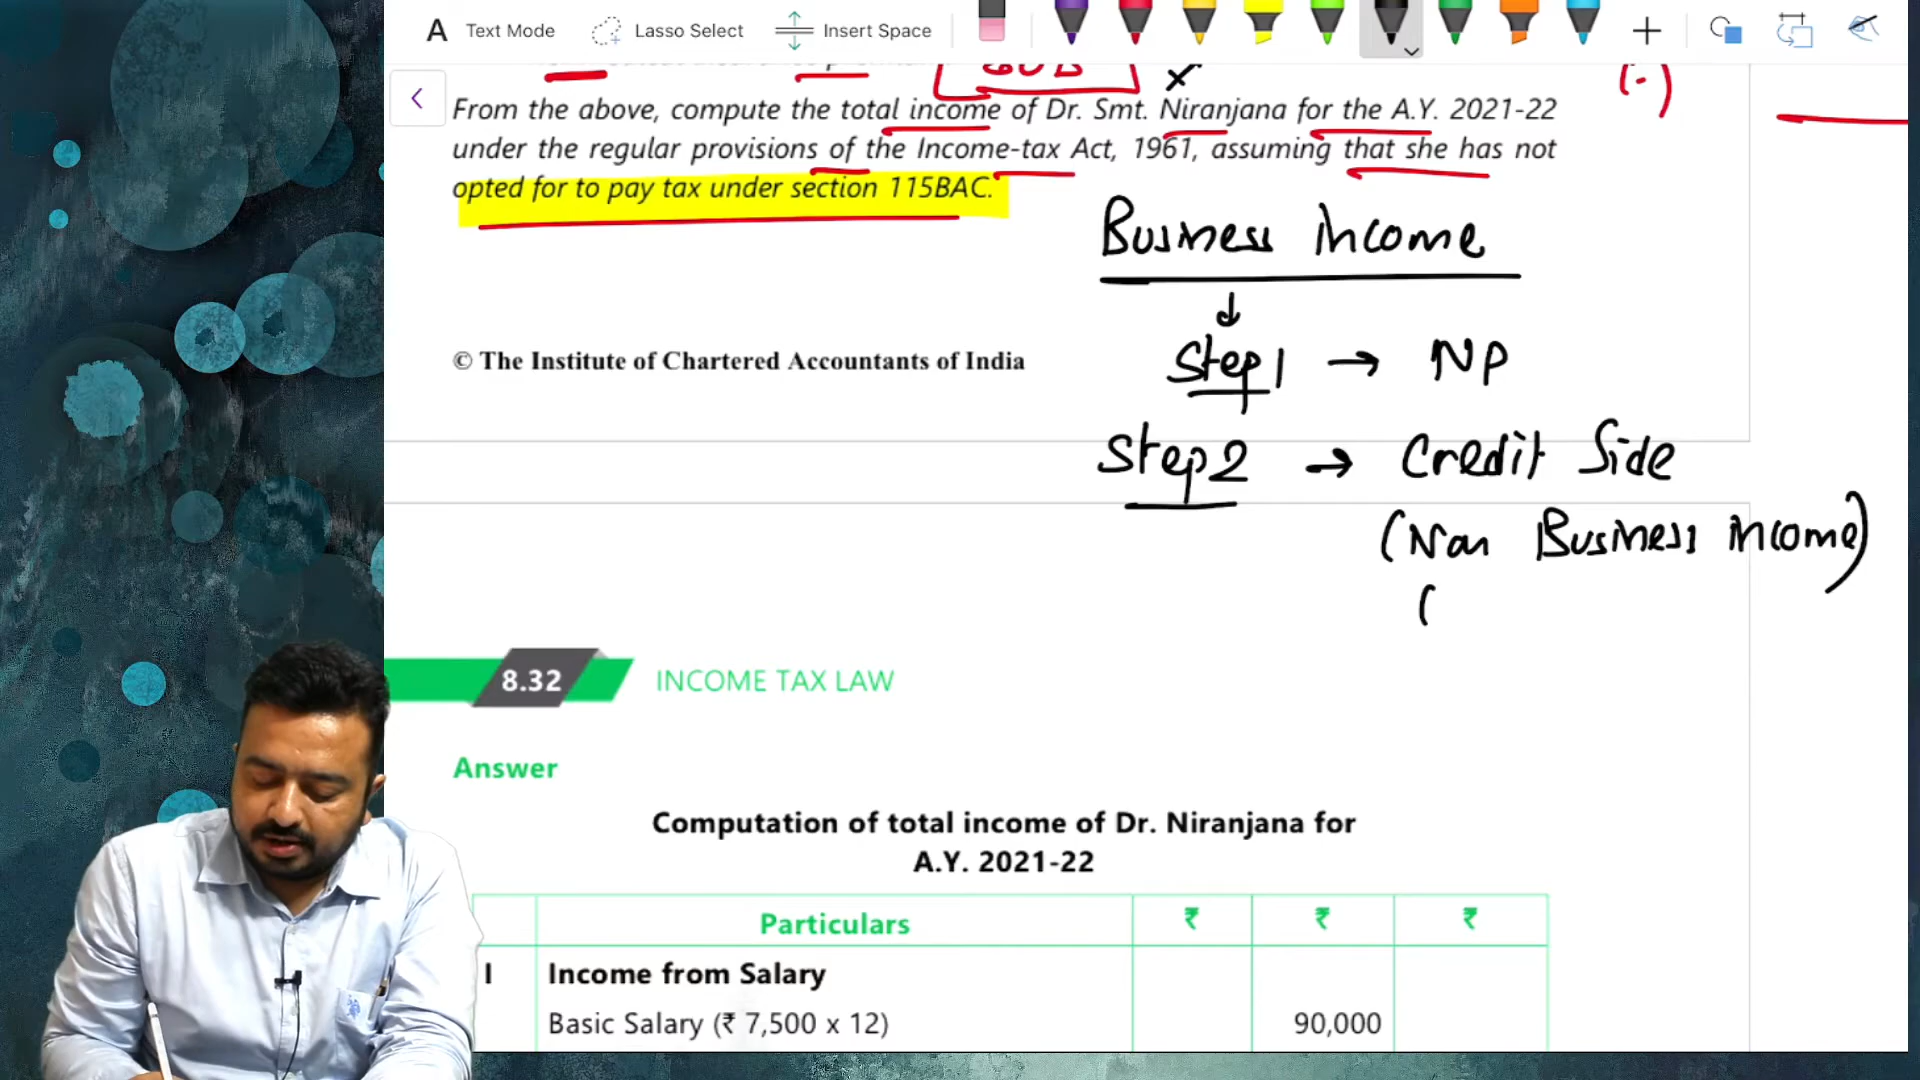 A Text Mode Lasso Select Insert Space
From the above, compute the total income of Dr. Smt. Niranjana for the A.Y. 2021-22
under the regular provisions of the Income-tax Act, 1961, assuming that she has not
opted for to pay tax under section 115BAC.
Business income
↓
© The Institute of Chartered Accountants of India
Step 1 → NP
Step 2 → Credit Side
(Non Business income)
(
8.32 INCOME TAX LAW
Answer
Computation of total income of Dr. Niranjana for
A.Y. 2021-22
Particulars ₹ ₹ ₹
I Income from Salary
Basic Salary (₹ 7,500 x 12) 90,000